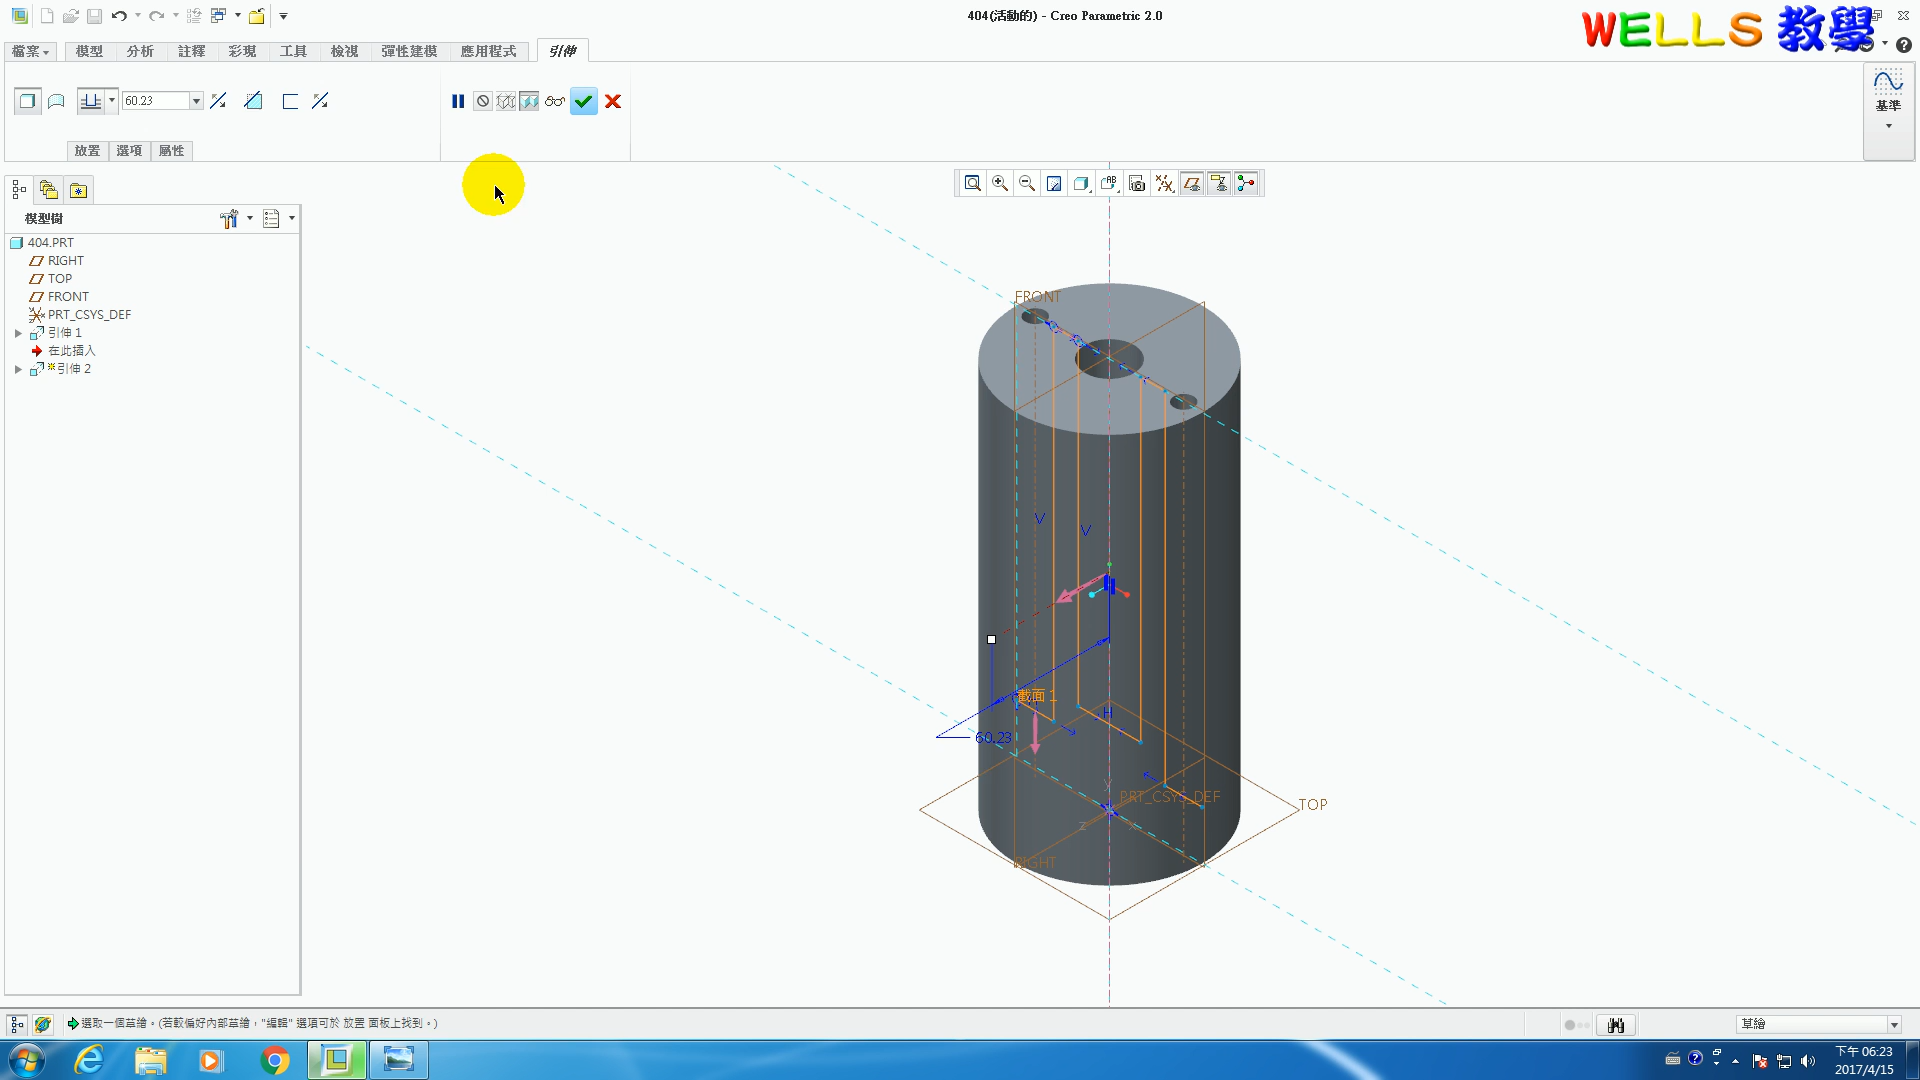 404(活動的) - Creo Parametric 2.0
WELLS 教學
檔案 模型 分析 註釋 彩現 工具 檢視 彈性建模 應用程式 引伸
60.23
基準
放置 選項 屬性
模型樹
404.PRT
RIGHT
TOP
FRONT
PRT_CSYS_DEF
引伸 1
在此插入
引伸 2
FRONT
V
V
截面 1
H
60.23
y
PRT_CSYS_DEF
TOP
z
RIGHT
選取一個草繪。(若較偏好內部草繪，"編輯" 選項可於 放置 面板上找到。)
草繪
下午 06:23
2017/4/15